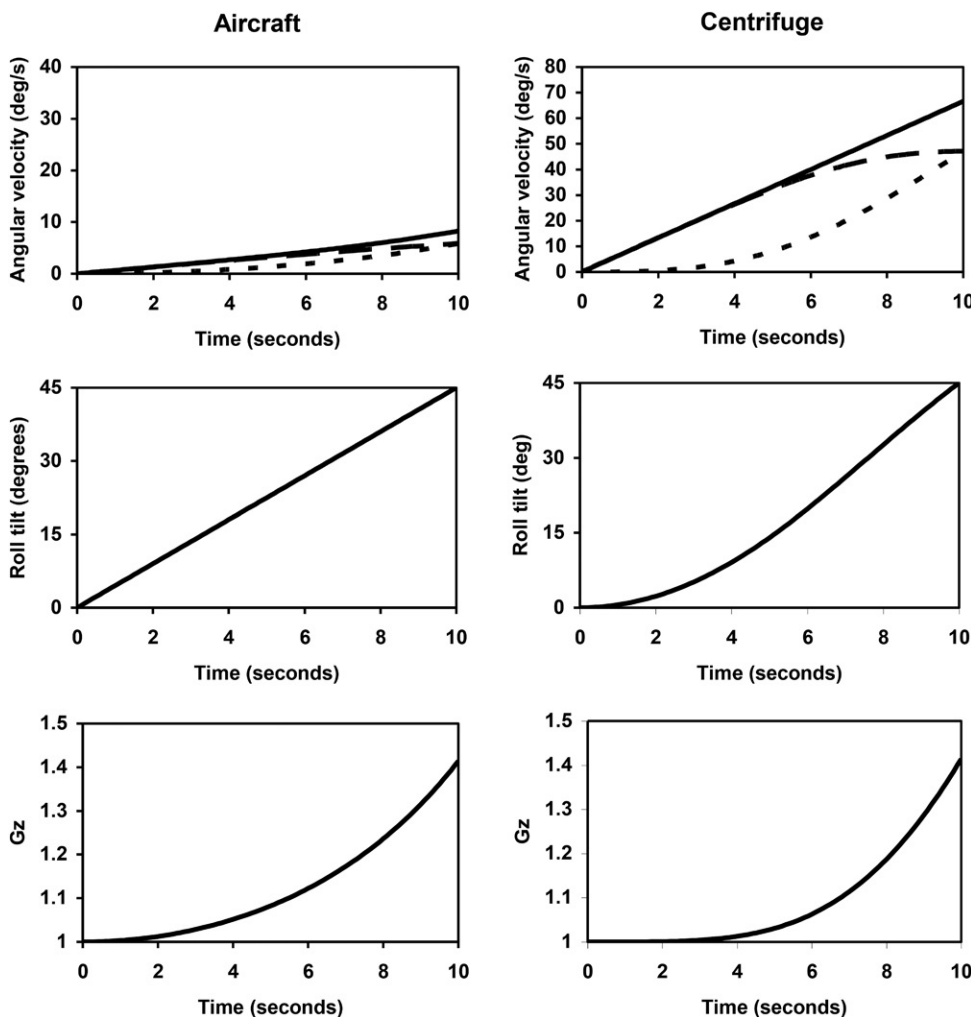 Aircraft
Centrifuge
Angular velocity (deg/s)
40
30
20
10
0
0 2 4 6 8 10
Time (seconds)
Angular velocity (deg/s)
80
70
60
50
40
30
20
10
0
0 2 4 6 8 10
Time (seconds)
Roll tilt (degrees)
45
30
15
0
0 2 4 6 8 10
Time (seconds)
Roll tilt (deg)
45
30
15
0
0 2 4 6 8 10
Time (seconds)
Gz
1.5
1.4
1.3
1.2
1.1
1
0 2 4 6 8 10
Time (seconds)
Gz
1.5
1.4
1.3
1.2
1.1
1
0 2 4 6 8 10
Time (seconds)